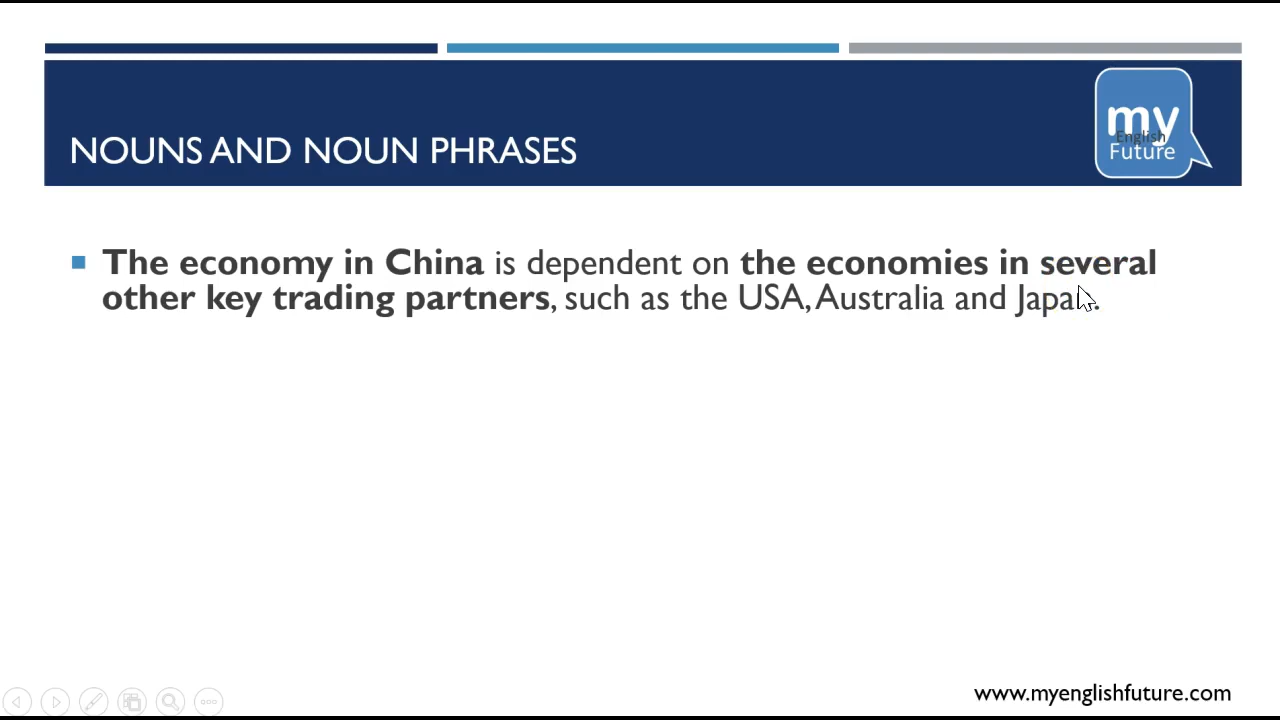 NOUNS AND NOUN PHRASES
my
English
Future
The economy in China is dependent on the economies in several
other key trading partners, such as the USA, Australia and Japan.
www.myenglishfuture.com